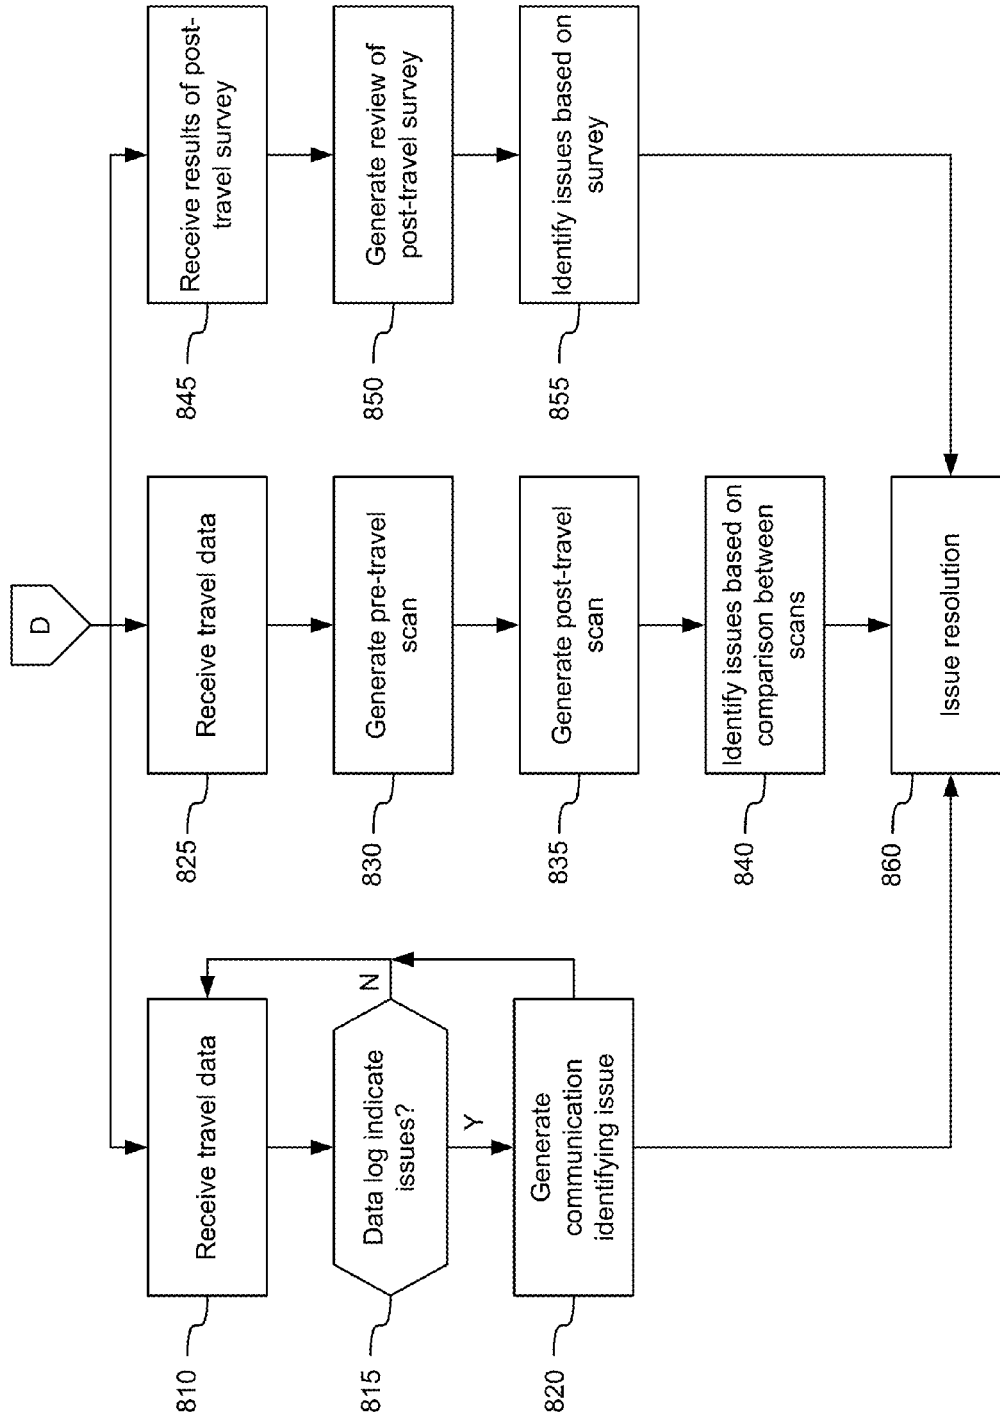 D
Receive travel data
810
Data log indicate
issues?
815
N
Y
Generate
communication
identifying issue
820
Receive travel data
825
Generate pre-travel
scan
830
Generate post-travel
scan
835
Identify issues based on
comparison between
scans
840
Receive results of post-
travel survey
845
Generate review of
post-travel survey
850
Identify issues based on
survey
855
Issue resolution
860